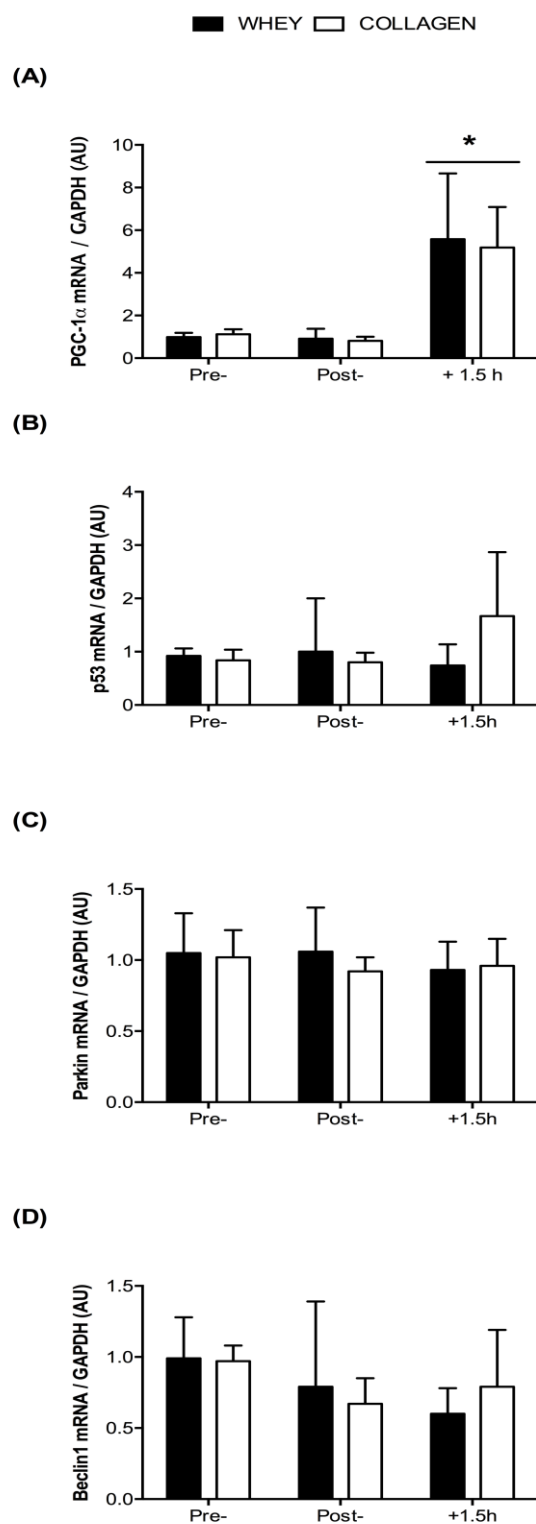 WHEY COLLAGEN
(A)
PGC-1α mRNA / GAPDH (AU)
10
8
6
4
2
0
*
Pre- Post- + 1.5 h
(B)
p53 mRNA / GAPDH (AU)
4
3
2
1
0
Pre- Post- +1.5h
(C)
Parkin mRNA / GAPDH (AU)
1.5
1.0
0.5
0.0
Pre- Post- +1.5h
(D)
Beclin1 mRNA / GAPDH (AU)
1.5
1.0
0.5
0.0
Pre- Post- +1.5h